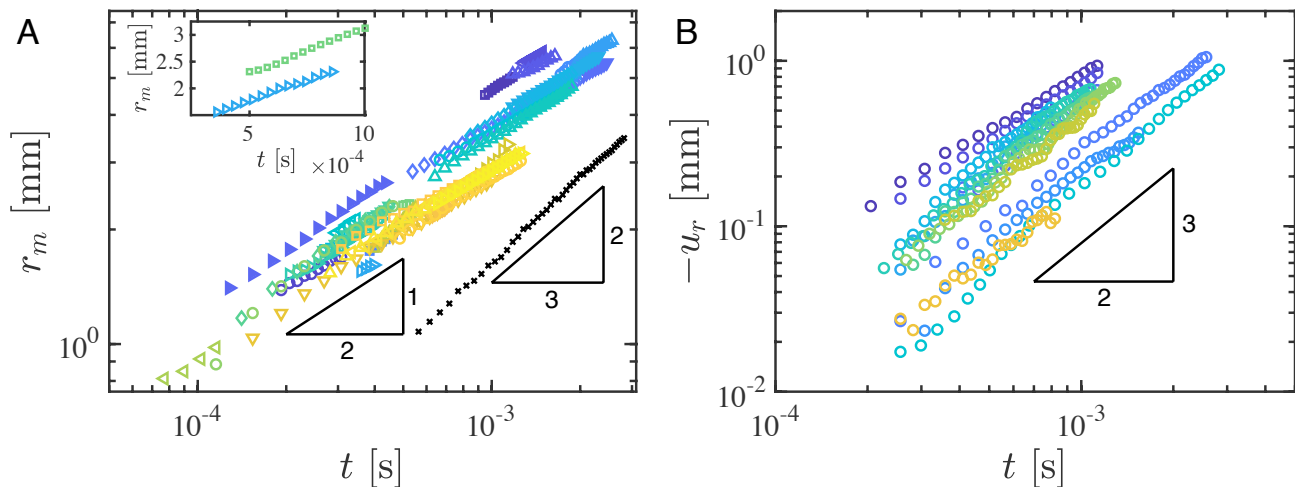 A
r_m [mm]
3
2.5
2
5
10
t [s]
×10^{-4}
r_m [mm]
10^0
1
2
2
3
10^{-4}
10^{-3}
t [s]
B
-u_r [mm]
10^0
10^{-1}
10^{-2}
3
2
10^{-4}
10^{-3}
t [s]